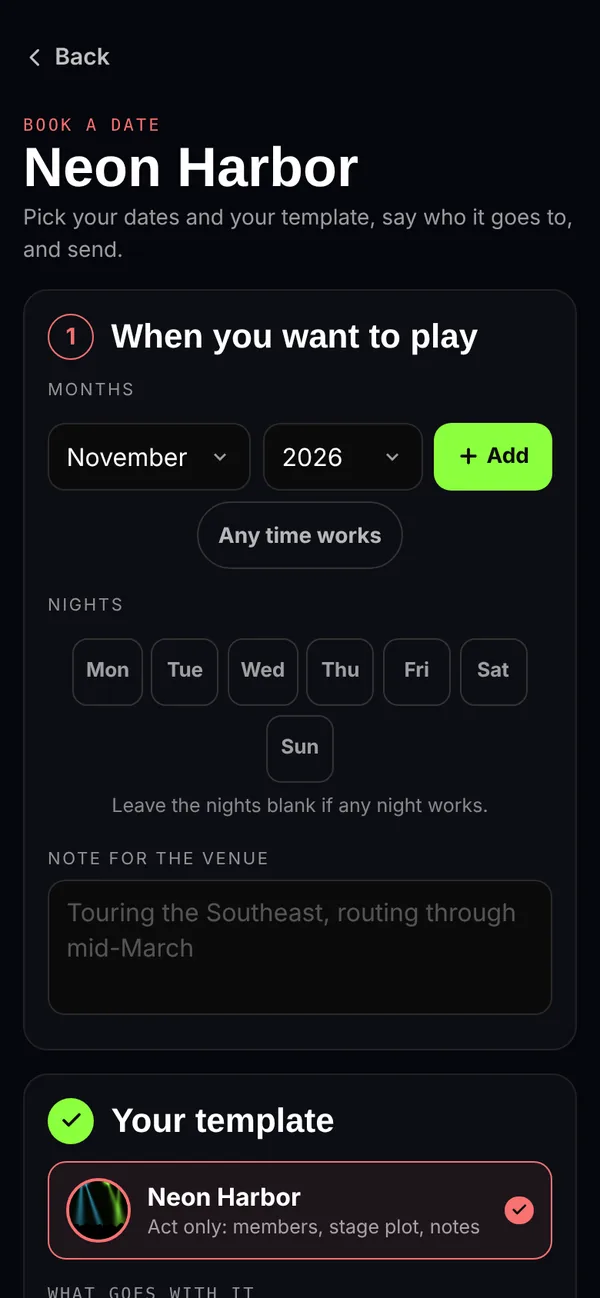 Back
BOOK A DATE
Neon Harbor
Pick your dates and your template, say who it goes to,
and send.
1 When you want to play
MONTHS
November 2026 + Add
Any time works
NIGHTS
Mon Tue Wed Thu Fri Sat
Sun
Leave the nights blank if any night works.
NOTE FOR THE VENUE
Touring the Southeast, routing through
mid-March
Your template
Neon Harbor
Act only: members, stage plot, notes
WHAT GOES WITH IT